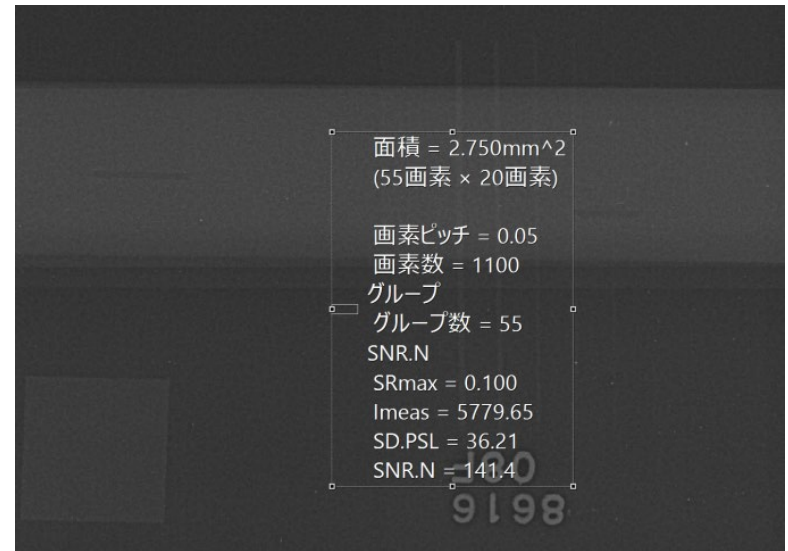 面積 = 2.750mm^2
(55画素 × 20画素)
画素ピッチ = 0.05
画素数 = 1100
グループ
グループ数 = 55
SNR.N
SRmax = 0.100
Imeas = 5779.65
SD.PSL = 36.21
SNR.N = 141.4
8616